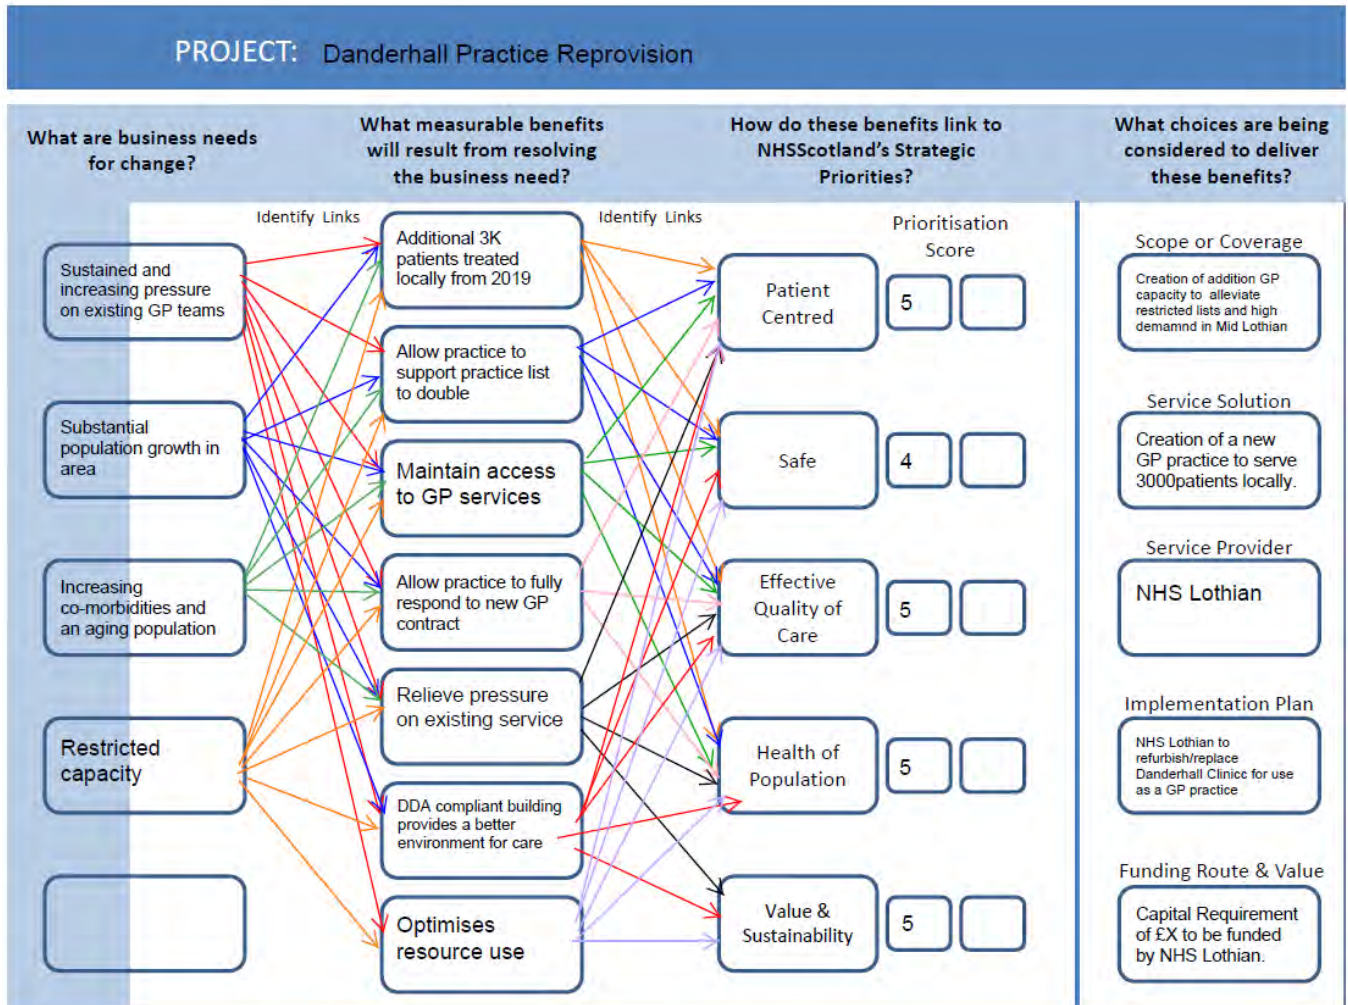 PROJECT: Danderhall Practice Reprovision
What are business needs
for change?
What measurable benefits
will result from resolving
the business need?
How do these benefits link to
NHSScotland's Strategic
Priorities?
What choices are being
considered to deliver
these benefits?
Identify Links
Identify Links
Prioritisation
Score
Sustained and
increasing pressure
on existing GP teams
Substantial
population growth in
area
Increasing
co-morbidities and
an aging population
Restricted
capacity
Additional 3K
patients treated
locally from 2019
Allow practice to
support practice list
to double
Maintain access
to GP services
Allow practice to fully
respond to new GP
contract
Relieve pressure
on existing service
DDA compliant building
provides a better
environment for care
Optimises
resource use
Patient
Centred
5
Safe
4
Effective
Quality of
Care
5
Health of
Population
5
Value &
Sustainability
5
Scope or Coverage
Creation of addition GP
capacity to alleviate
restricted lists and high
demamnd in Mid Lothian
Service Solution
Creation of a new
GP practice to serve
3000patients locally.
Service Provider
NHS Lothian
Implementation Plan
NHS Lothian to
refurbish/replace
Danderhall Clinicc for use
as a GP practice
Funding Route & Value
Capital Requirement
of £X to be funded
by NHS Lothian.